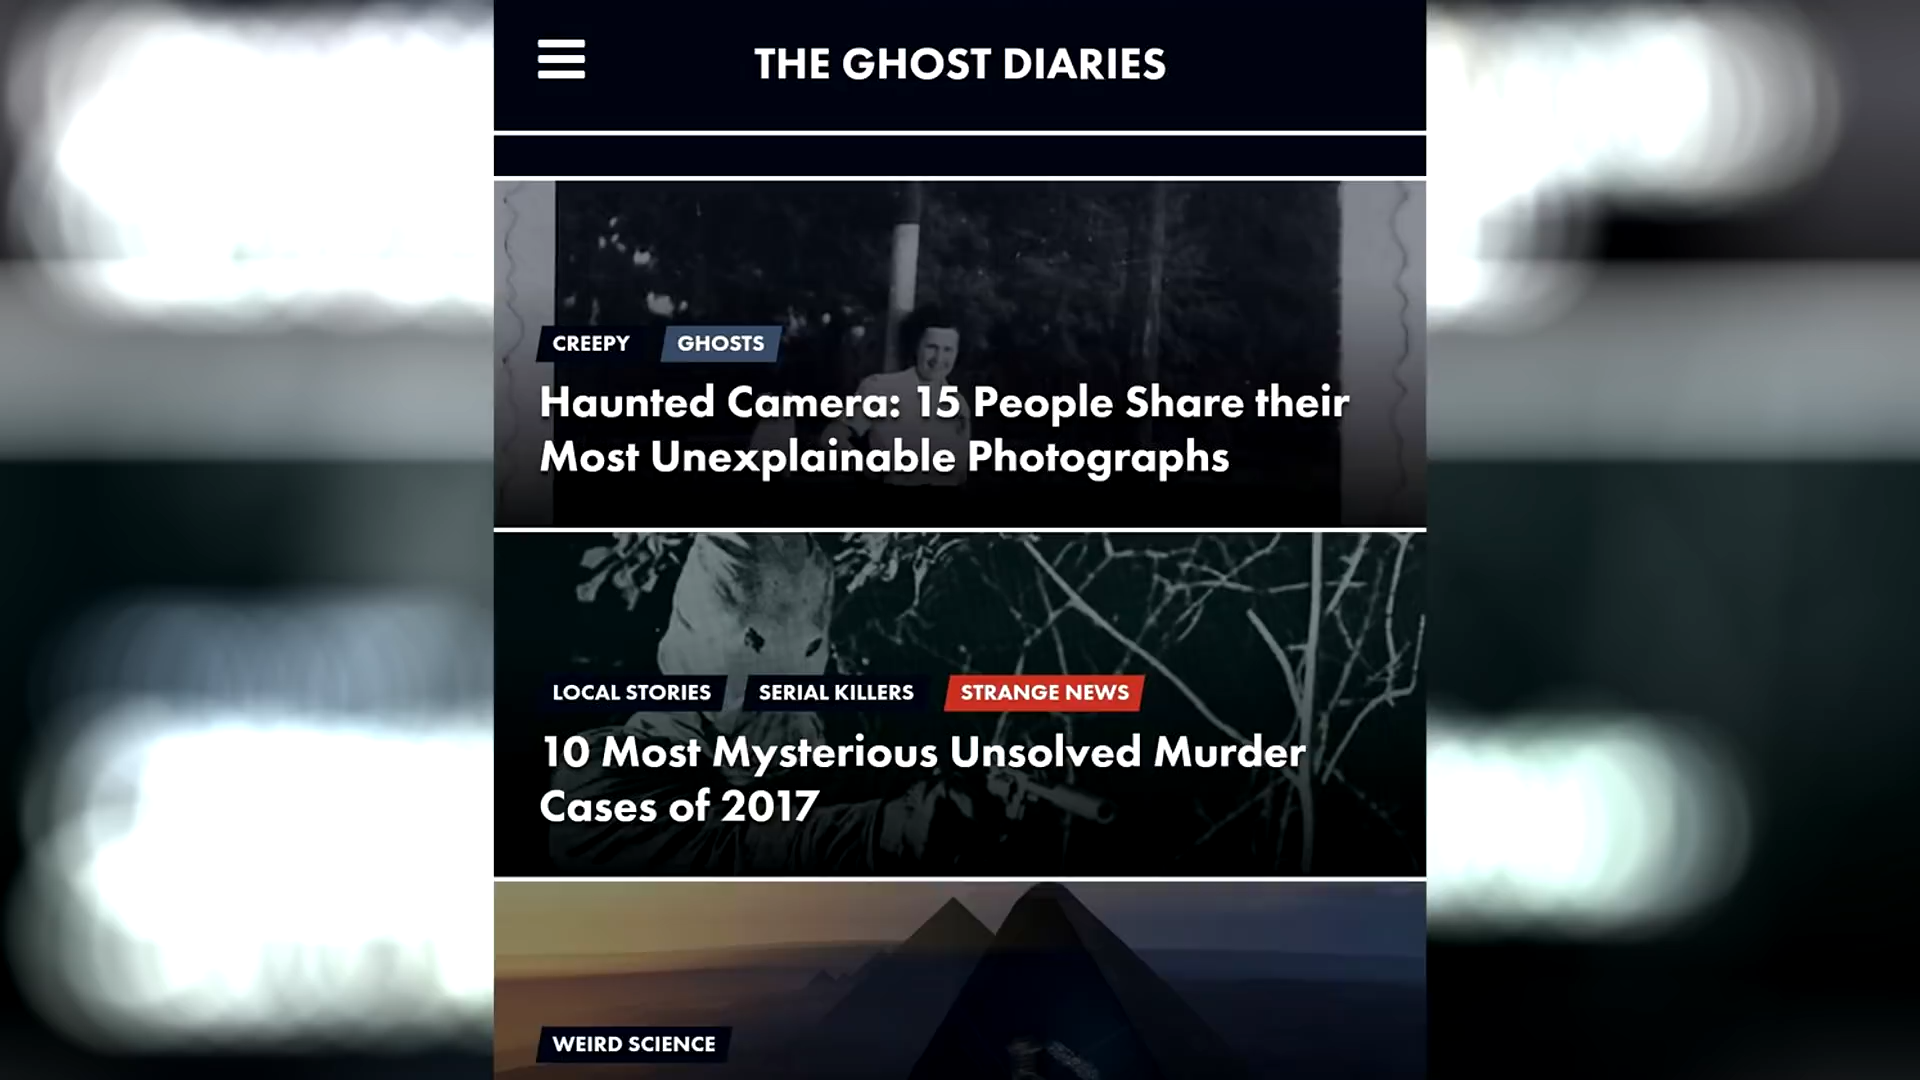 THE GHOST DIARIES
CREEPY GHOSTS
Haunted Camera: 15 People Share their
Most Unexplainable Photographs
LOCAL STORIES SERIAL KILLERS STRANGE NEWS
10 Most Mysterious Unsolved Murder
Cases of 2017
WEIRD SCIENCE